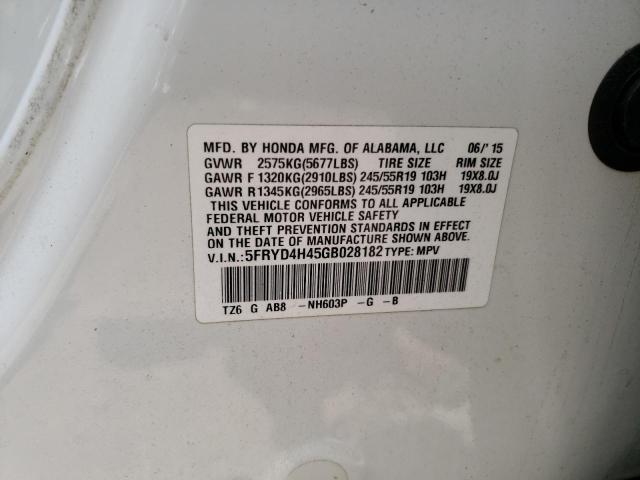 MFD. BY HONDA MFG. OF ALABAMA, LLC 06/'15
GVWR 2575KG(5677LBS) TIRE SIZE RIM SIZE
GAWR F 1320KG(2910LBS) 245/55R19 103H 19X8.0J
GAWR R 1345KG(2965LBS) 245/55R19 103H 19X8.0J
THIS VEHICLE CONFORMS TO ALL APPLICABLE
FEDERAL MOTOR VEHICLE SAFETY
AND THEFT PREVENTION STANDARDS IN EFFECT
ON THE DATE OF MANUFACTURE SHOWN ABOVE.
V.I.N.: 5FRYD4H45GB028182 TYPE: MPV
TZ6 G AB8 -NH603P -G -B